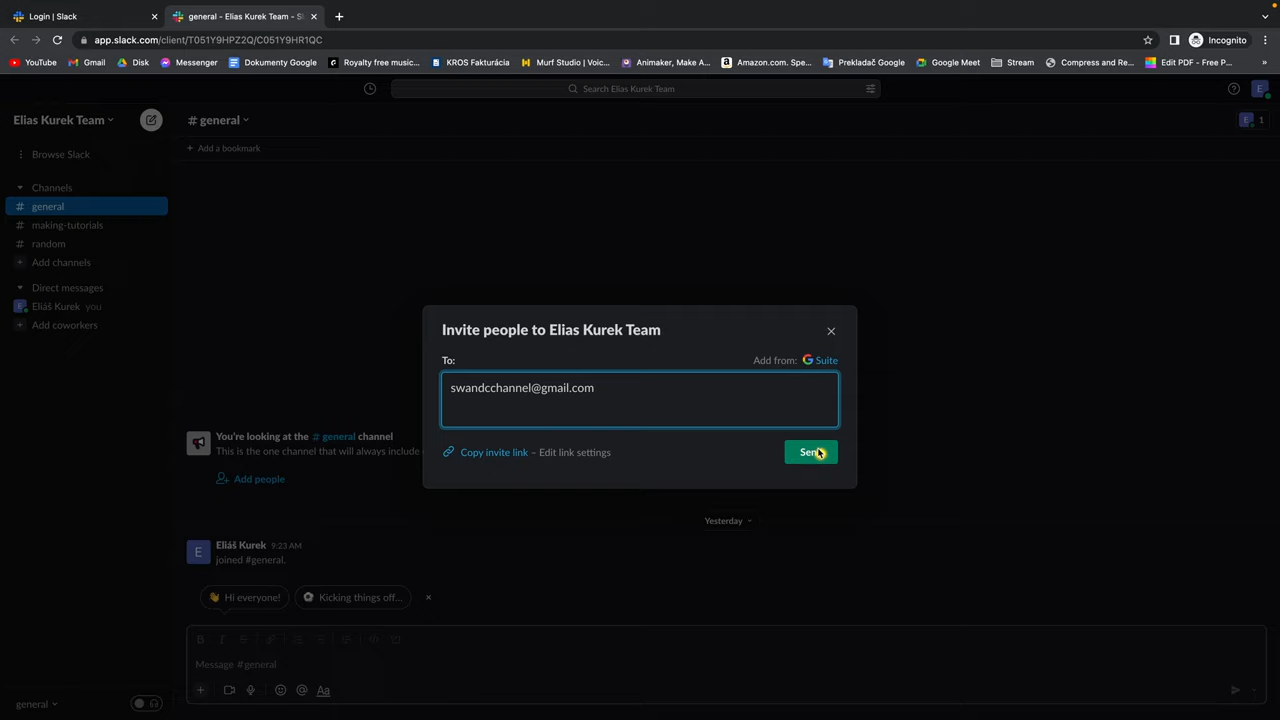 Login | Slack
general - Elias Kurek Team - S
app.slack.com/client/T051Y9HPZ2Q/C051Y9HR1QC
Incognito
YouTube
Gmail
Disk
Messenger
Dokumenty Google
Royalty free music...
KROS Fakturácia
Murf Studio | Voic...
Animaker, Make A...
Amazon.com. Spe...
Prekladač Google
Google Meet
Stream
Compress and Re...
Edit PDF - Free P...
»
Search Elias Kurek Team
E
Elias Kurek Team
# general
E 1
Browse Slack
+ Add a bookmark
Channels
# general
# making-tutorials
# random
+ Add channels
Direct messages
E Eliáš Kurek you
+ Add coworkers
Invite people to Elias Kurek Team
To:
Add from: G Suite
swandcchannel@gmail.com
Copy invite link – Edit link settings
Send
You're looking at the # general channel
This is the one channel that will always include
Add people
Yesterday
E
Eliáš Kurek 9:23 AM
joined #general.
👋 Hi everyone!
⚽ Kicking things off...
Message #general
Aa
general